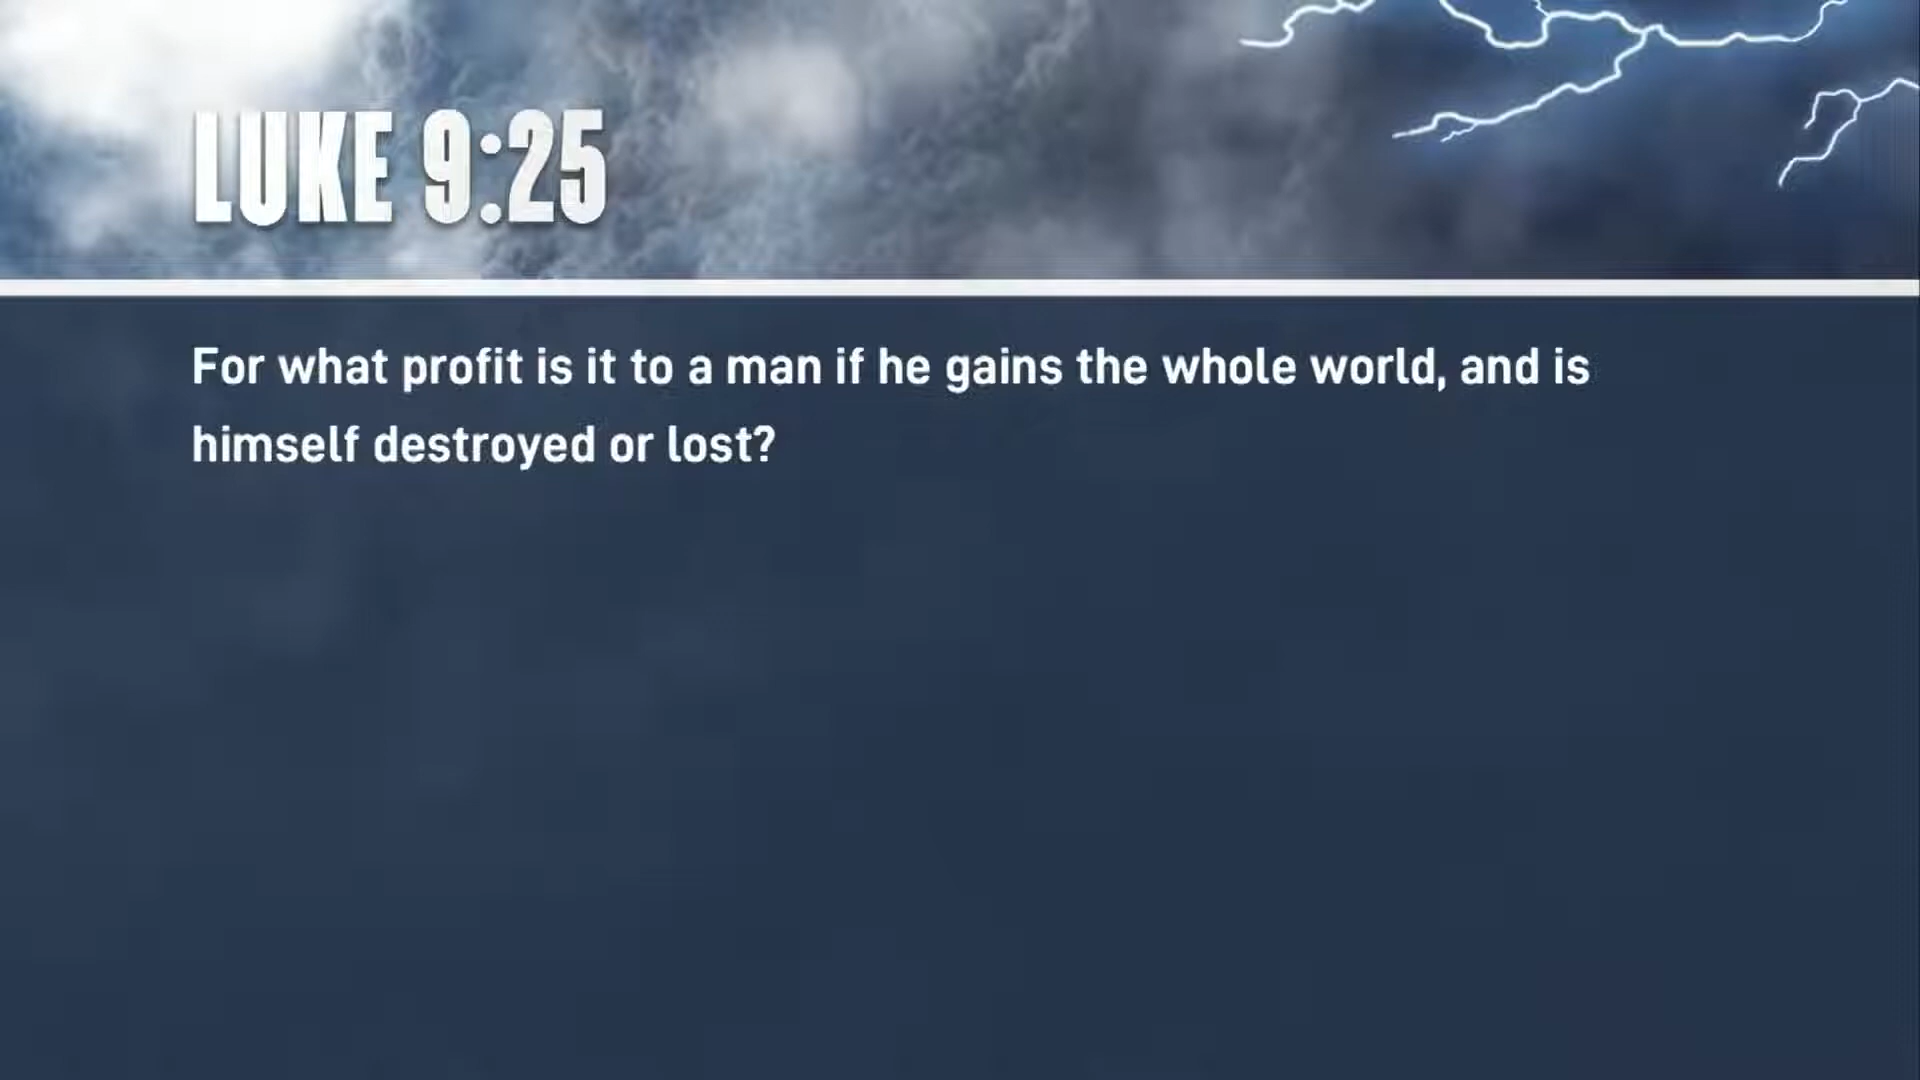 LUKE 9:25
For what profit is it to a man if he gains the whole world, and is
himself destroyed or lost?